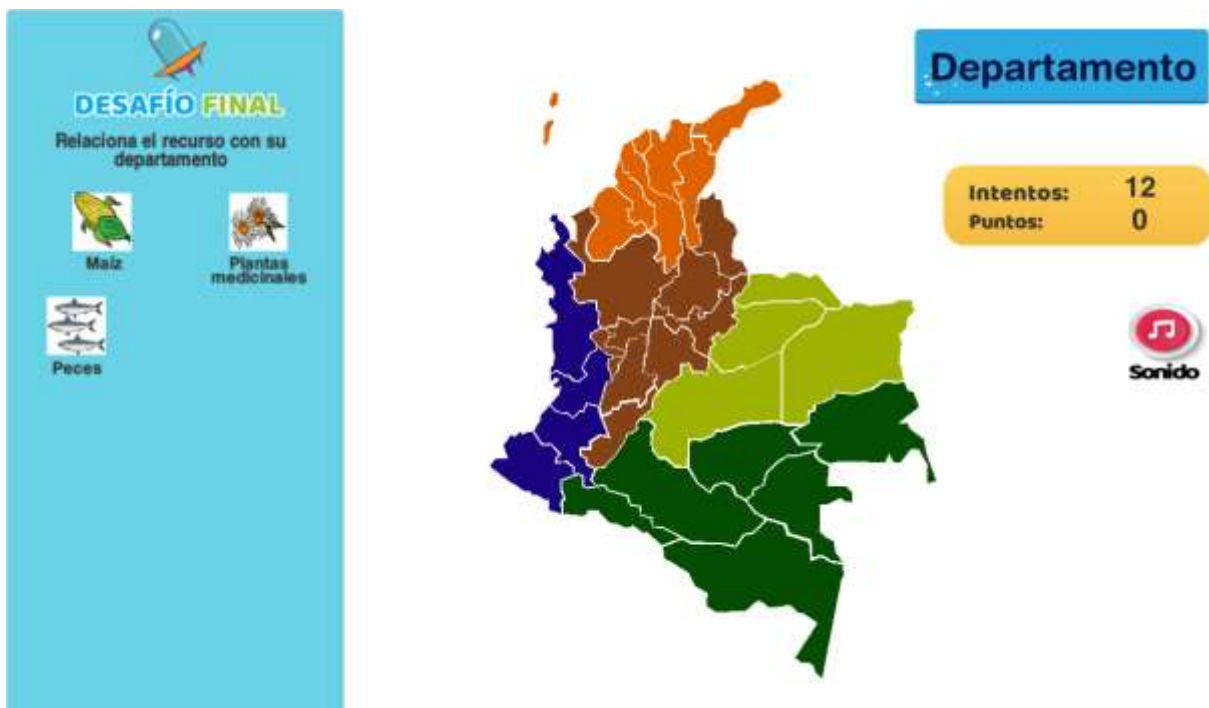 DESAFÍO FINAL
Relaciona el recurso con su
departamento
Maíz
Plantas
medicinales
Peces
Departamento
Intentos: 12
Puntos: 0
Sonido